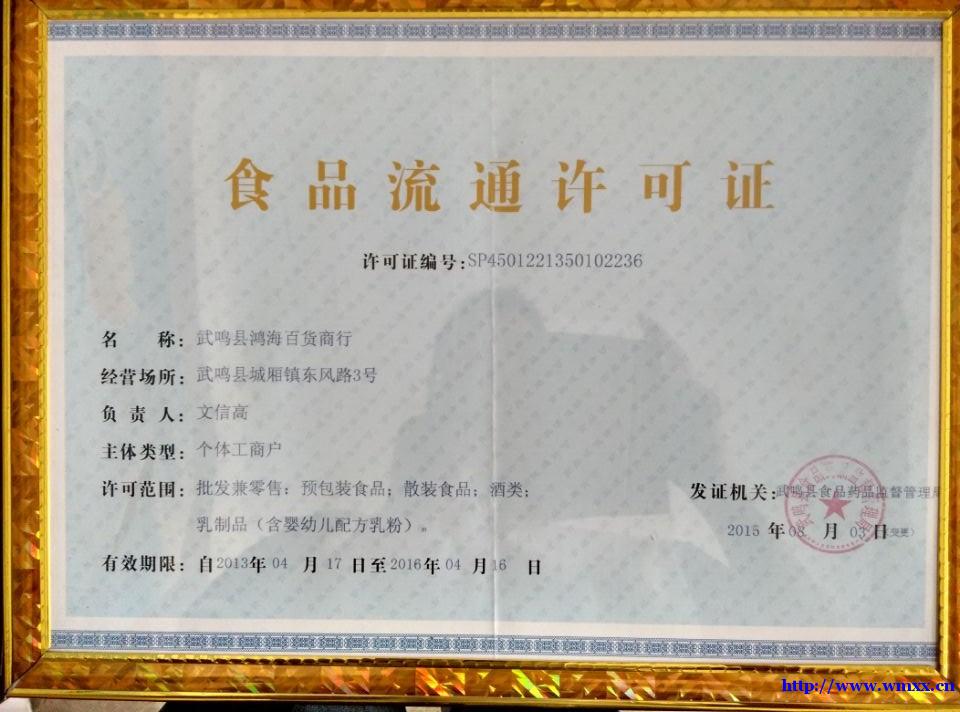 食品流通许可证
许可证编号:SP4501221350102236
名 称:武鸣县鸿海百货商行
经营场所:武鸣县城厢镇东风路3号
负责人:文信高
主体类型:个体工商户
许可范围:批发兼零售:预包装食品;散装食品;酒类;
乳制品(含婴幼儿配方乳粉)。
发证机关:武鸣县食品药品监督管理局
2015 年 08 月 03 日(变更)
有效期限:自2013年 04 月 17 日至2016年 04 月 16 日
http://www.wmxx.cn